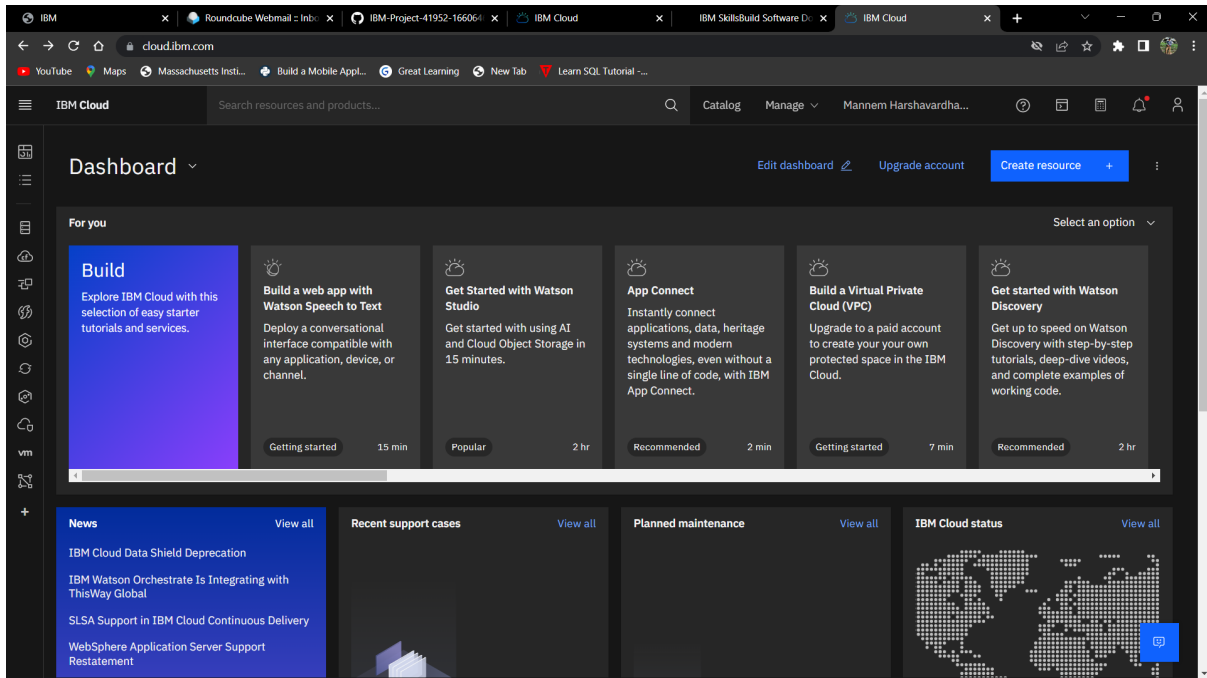 IBM
Roundcube Webmail :: Inbo
IBM-Project-41952-166064
IBM Cloud
IBM SkillsBuild Software Do
IBM Cloud
cloud.ibm.com
YouTube
Maps
Massachusetts Insti...
Build a Mobile Appl...
Great Learning
New Tab
Learn SQL Tutorial -...
IBM Cloud
Search resources and products...
Catalog
Manage
Mannem Harshavardha...
Dashboard
Edit dashboard
Upgrade account
Create resource +
For you
Select an option
Build
Explore IBM Cloud with this
selection of easy starter
tutorials and services.
Build a web app with
Watson Speech to Text
Deploy a conversational
interface compatible with
any application, device, or
channel.
Getting started
15 min
Get Started with Watson
Studio
Get started with using AI
and Cloud Object Storage in
15 minutes.
Popular
2 hr
App Connect
Instantly connect
applications, data, heritage
systems and modern
technologies, even without a
single line of code, with IBM
App Connect.
Recommended
2 min
Build a Virtual Private
Cloud (VPC)
Upgrade to a paid account
to create your your own
protected space in the IBM
Cloud.
Getting started
7 min
Get started with Watson
Discovery
Get up to speed on Watson
Discovery with step-by-step
tutorials, deep-dive videos,
and complete examples of
working code.
Recommended
2 hr
vm
News
View all
IBM Cloud Data Shield Deprecation
IBM Watson Orchestrate Is Integrating with
ThisWay Global
SLSA Support in IBM Cloud Continuous Delivery
WebSphere Application Server Support
Restatement
Recent support cases
View all
Planned maintenance
View all
IBM Cloud status
View all